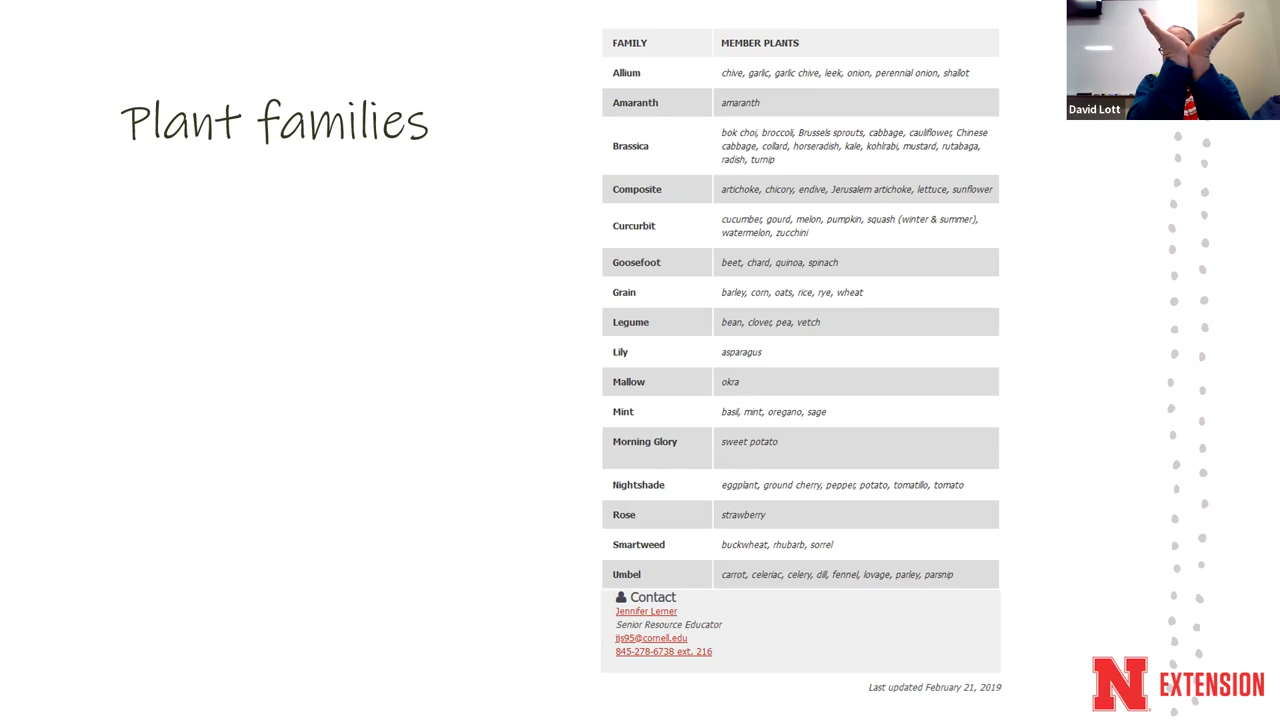 Plant families
FAMILY MEMBER PLANTS
Allium chive, garlic, garlic chive, leek, onion, perennial onion, shallot
Amaranth amaranth
Brassica bok choi, broccoli, Brussels sprouts, cabbage, cauliflower, Chinese
cabbage, collard, horseradish, kale, kohlrabi, mustard, rutabaga,
radish, turnip
Composite artichoke, chicory, endive, Jerusalem artichoke, lettuce, sunflower
Curcurbit cucumber, gourd, melon, pumpkin, squash (winter & summer),
watermelon, zucchini
Goosefoot beet, chard, quinoa, spinach
Grain barley, corn, oats, rice, rye, wheat
Legume bean, clover, pea, vetch
Lily asparagus
Mallow okra
Mint basil, mint, oregano, sage
Morning Glory sweet potato
Nightshade eggplant, ground cherry, pepper, potato, tomatillo, tomato
Rose strawberry
Smartweed buckwheat, rhubarb, sorrel
Umbel carrot, celeriac, celery, dill, fennel, lovage, parley, parsnip
Contact
Jennifer Lerner
Senior Resource Educator
jjs95@cornell.edu
845-278-6738 ext. 216
Last updated February 21, 2019
David Lott
N EXTENSION